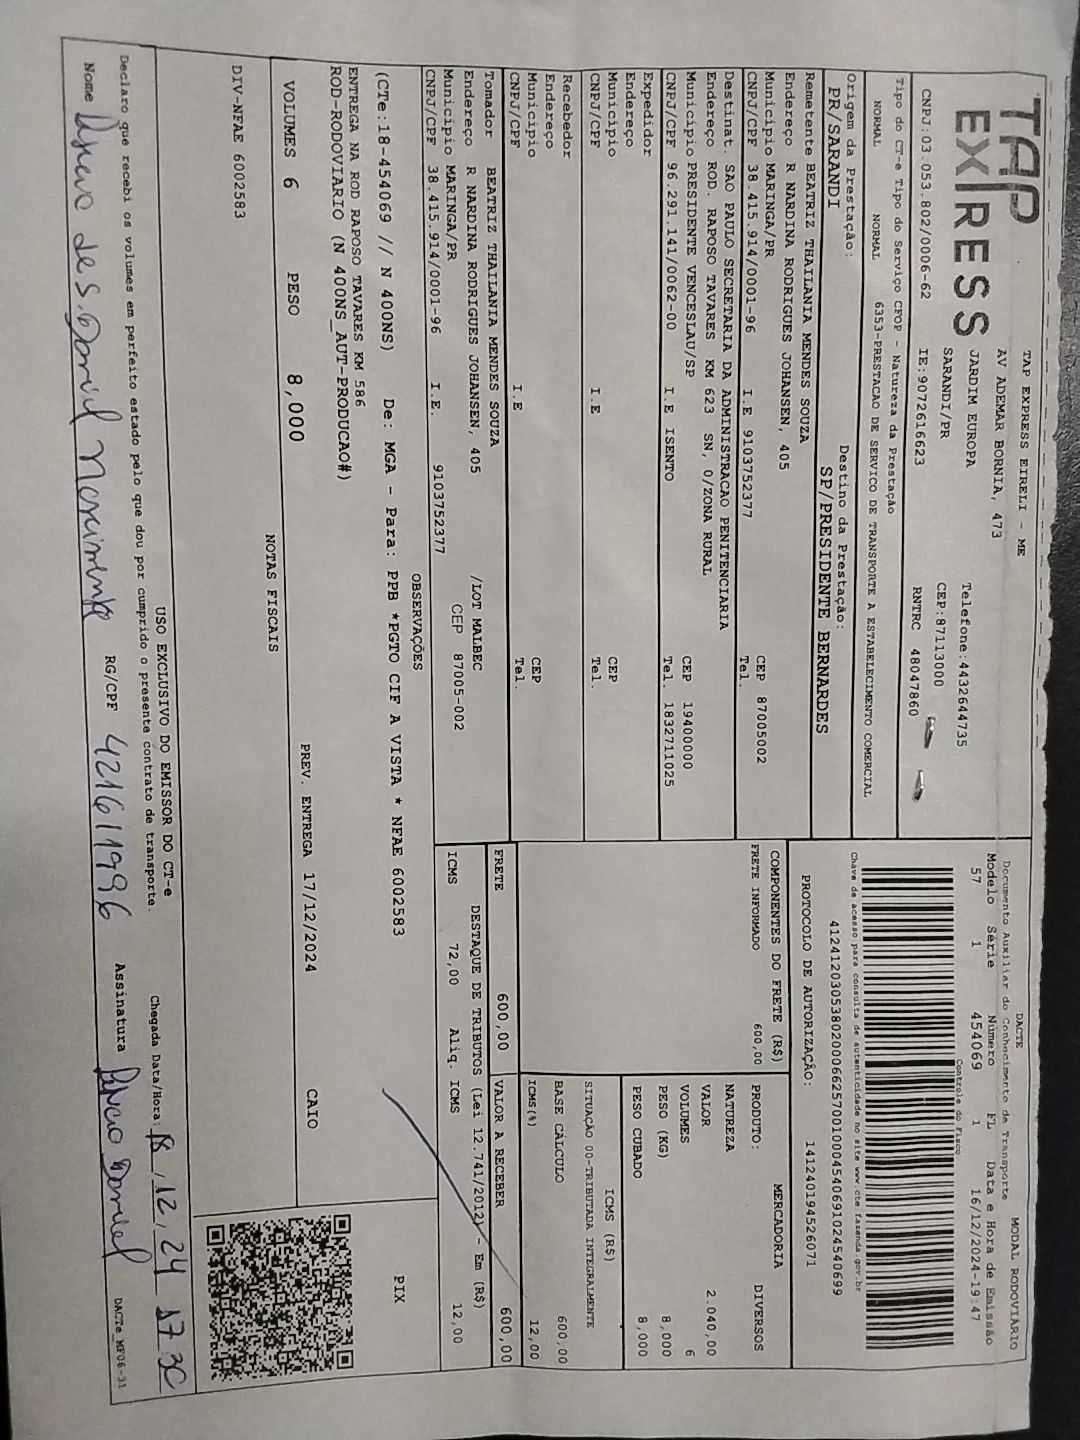 TAP
EXPRESS
TAP EXPRESS EIRELI - ME
AV ADEMAR BORNIA, 473
JARDIM EUROPA
SARANDI/PR
Telefone:4432644735
CEP:87113000
CNPJ:03.053.802/0006-62 IE:9072616623 RNTRC 48047860
Tipo do CT-e Tipo do Serviço CFOP - Natureza da Prestação
NORMAL NORMAL 6353-PRESTACAO DE SERVICO DE TRANSPORTE A ESTABELECIMENTO COMERCIAL
Origem da Prestação: Destino da Prestação:
PR/SARANDI SP/PRESIDENTE BERNARDES
DACTE MODAL RODOVIARIO
Documento Auxiliar do Conhecimento de Transporte
Modelo Série Número FL Data e Hora de Emissão
57 1 454069 1 16/12/2024-19:47
Controle do Fisco
Chave de acesso para consulta de autenticidade no site www.cte.fazenda.gov.br
41241203053802000662570010004540691024540699
PROTOCOLO DE AUTORIZAÇÃO: 141240194526071
Remetente BEATRIZ THAILANIA MENDES SOUZA
Endereço R NARDINA RODRIGUES JOHANSEN, 405
Município MARINGA/PR CEP 87005002
CNPJ/CPF 38.415.914/0001-96 I.E 9103752377 Tel.
Destinat. SAO PAULO SECRETARIA DA ADMINISTRACAO PENITENCIARIA
Endereço ROD. RAPOSO TAVARES KM 623 SN, 0/ZONA RURAL
Município PRESIDENTE VENCESLAU/SP CEP 19400000
CNPJ/CPF 96.291.141/0062-00 I.E ISENTO Tel. 1832711025
Expedidor
Endereço
Município CEP
CNPJ/CPF I.E Tel.
Recebedor
Endereço
Município CEP
CNPJ/CPF I.E Tel.
Tomador BEATRIZ THAILANIA MENDES SOUZA
Endereço R NARDINA RODRIGUES JOHANSEN, 405 /LOT MALBEC
Município MARINGA/PR CEP 87005-002
CNPJ/CPF 38.415.914/0001-96 I.E. 9103752377
COMPONENTES DO FRETE (R$)
FRETE INFORMADO 600,00
PRODUTO: MERCADORIA
NATUREZA DIVERSOS
VALOR 2.040,00
VOLUMES 6
PESO (KG) 8,000
PESO CUBADO 8,000
ICMS (R$)
SITUAÇÃO 00-TRIBUTADA INTEGRALMENTE
BASE CÁLCULO 600,00
ICMS(%) 12,00
FRETE 600,00 VALOR A RECEBER 600,00
DESTAQUE DE TRIBUTOS (Lei 12.741/2012) - Em (R$)
ICMS 72,00 Aliq. ICMS 12,00
OBSERVAÇÕES
(CTe:18-454069 // N 400NS) De: MGA - Para: PPB *PGTO CIF A VISTA * NFAE 6002583
ENTREGA NA ROD RAPOSO TAVARES KM 586
ROD-RODOVIARIO (N 400NS_AUT-PRODUCAO#)
PIX
VOLUMES 6 PESO 8,000 PREV. ENTREGA 17/12/2024 CAIO
NOTAS FISCAIS
DIV-NFAE 6002583
USO EXCLUSIVO DO EMISSOR DO CT-e
Declaro que recebi os volumes em perfeito estado pelo que dou por cumprido o presente contrato de transporte. Chegada Data/Hora: 18/12/24 17:30
Nome de S. Nascimento RG/CPF 421611996 Assinatura DACTe_MF06-31